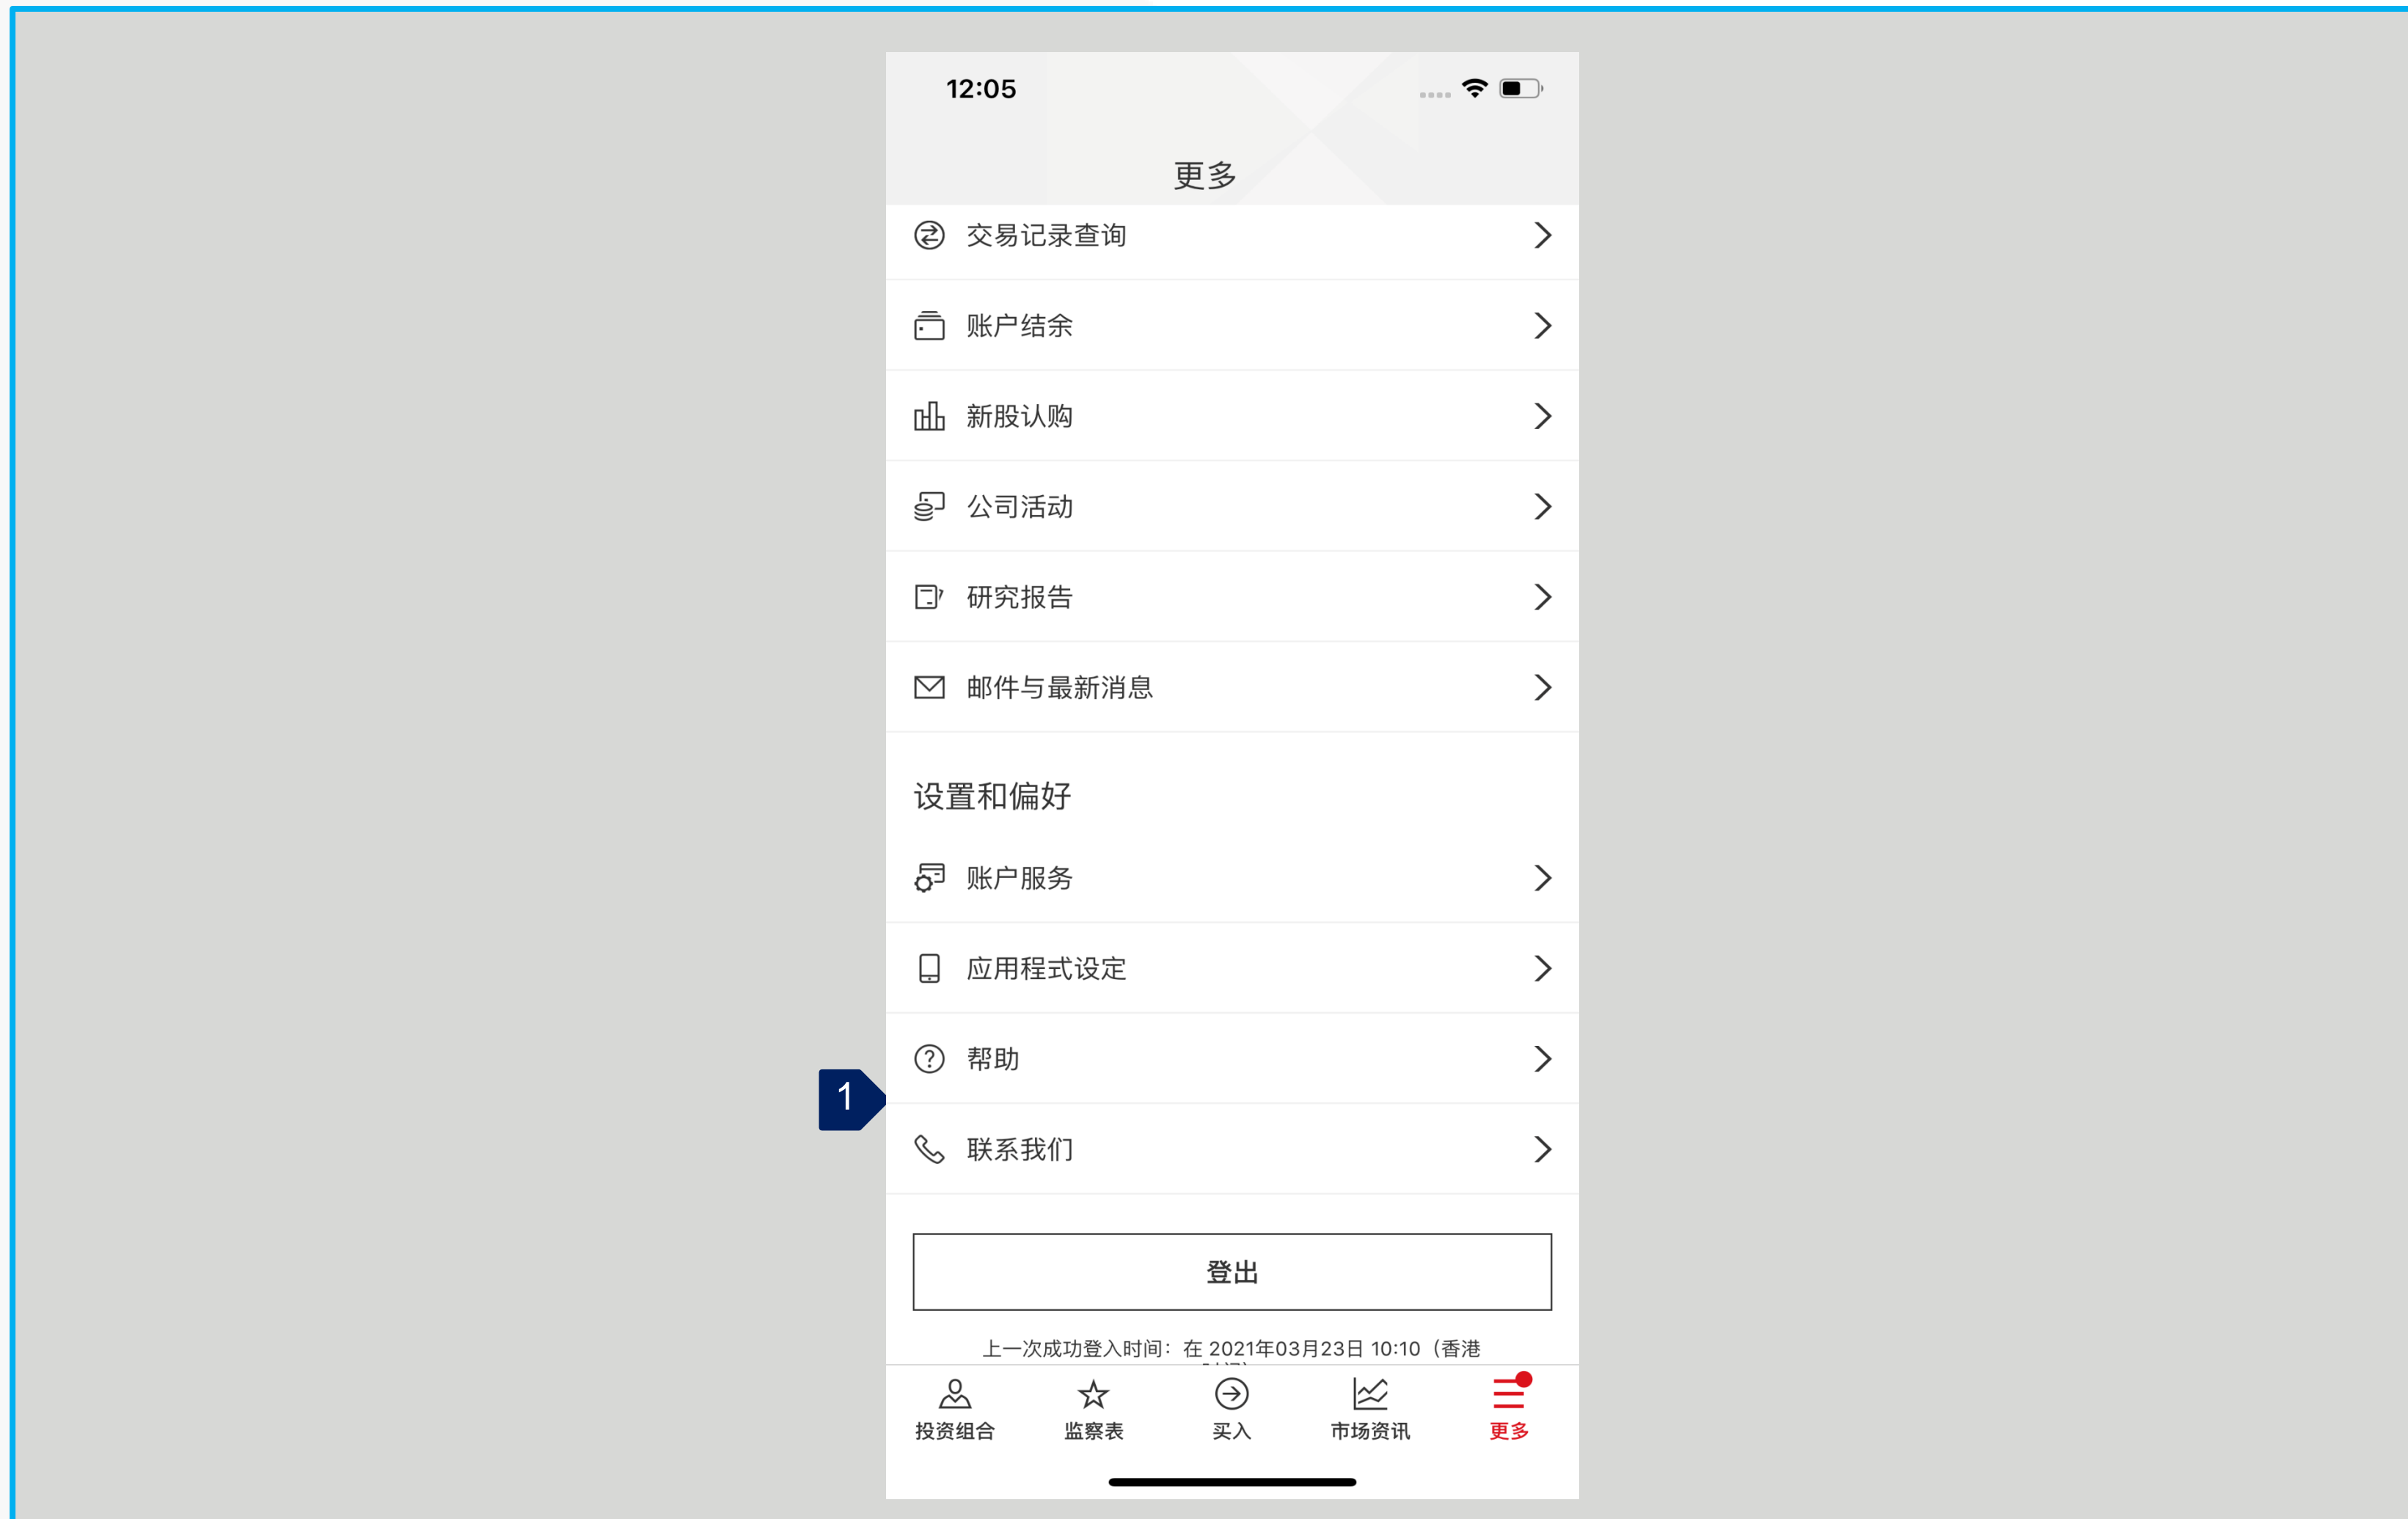 12:05
更多
交易记录查询
账户结余
新股认购
公司活动
研究报告
邮件与最新消息
设置和偏好
账户服务
应用程式设定
帮助
1
联系我们
登出
上一次成功登入时间：在 2021年03月23日 10:10（香港
投资组合
监察表
买入
市场资讯
更多